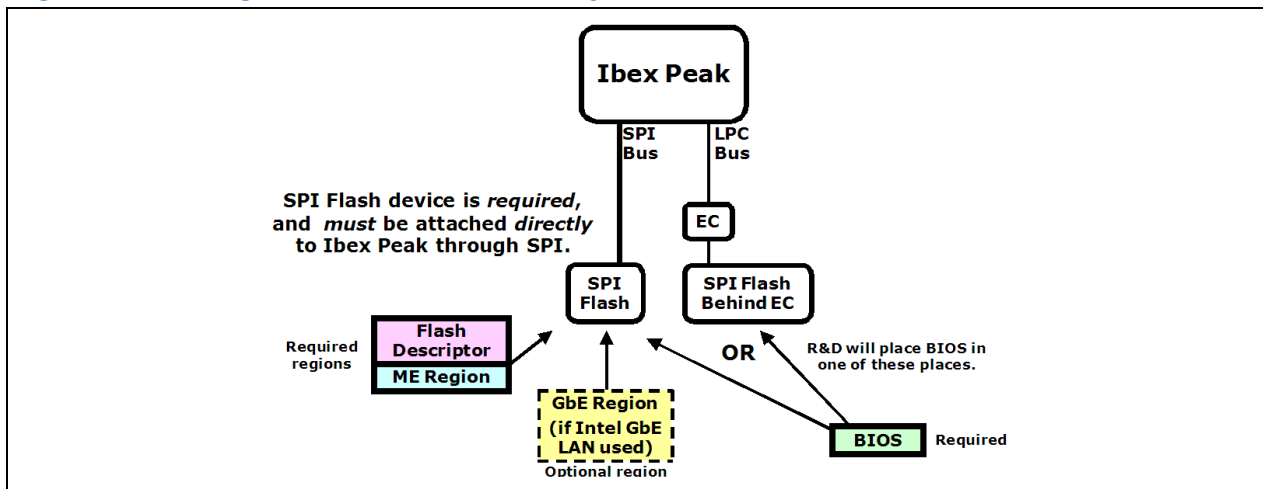 Ibex Peak
SPI
Bus
LPC
Bus
SPI Flash device is required,
and must be attached directly
to Ibex Peak through SPI.
EC
SPI
Flash
SPI Flash
Behind EC
Required
regions
Flash
Descriptor
ME Region
OR
R&D will place BIOS in
one of these places.
GbE Region
(if Intel GbE
LAN used)
Optional region
BIOS
Required